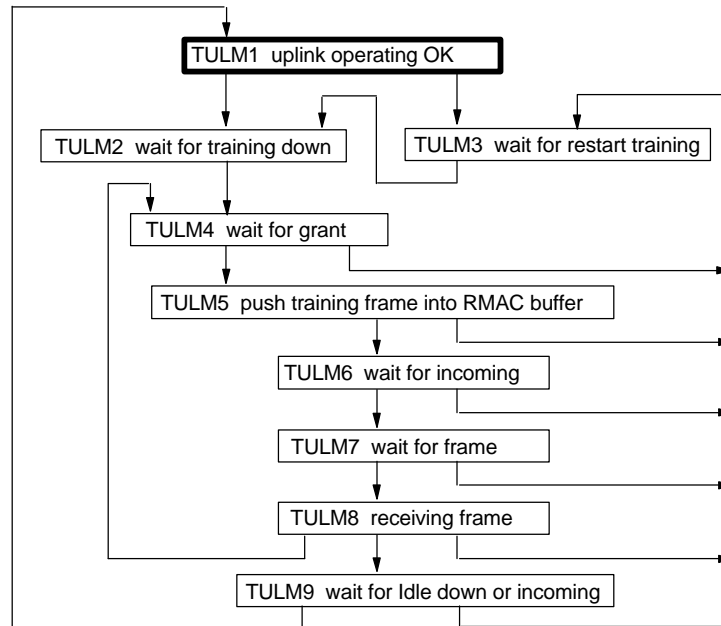 TULM1 uplink operating OK
TULM2 wait for training down
TULM3 wait for restart training
TULM4 wait for grant
TULM5 push training frame into RMAC buffer
TULM6 wait for incoming
TULM7 wait for frame
TULM8 receiving frame
TULM9 wait for Idle down or incoming